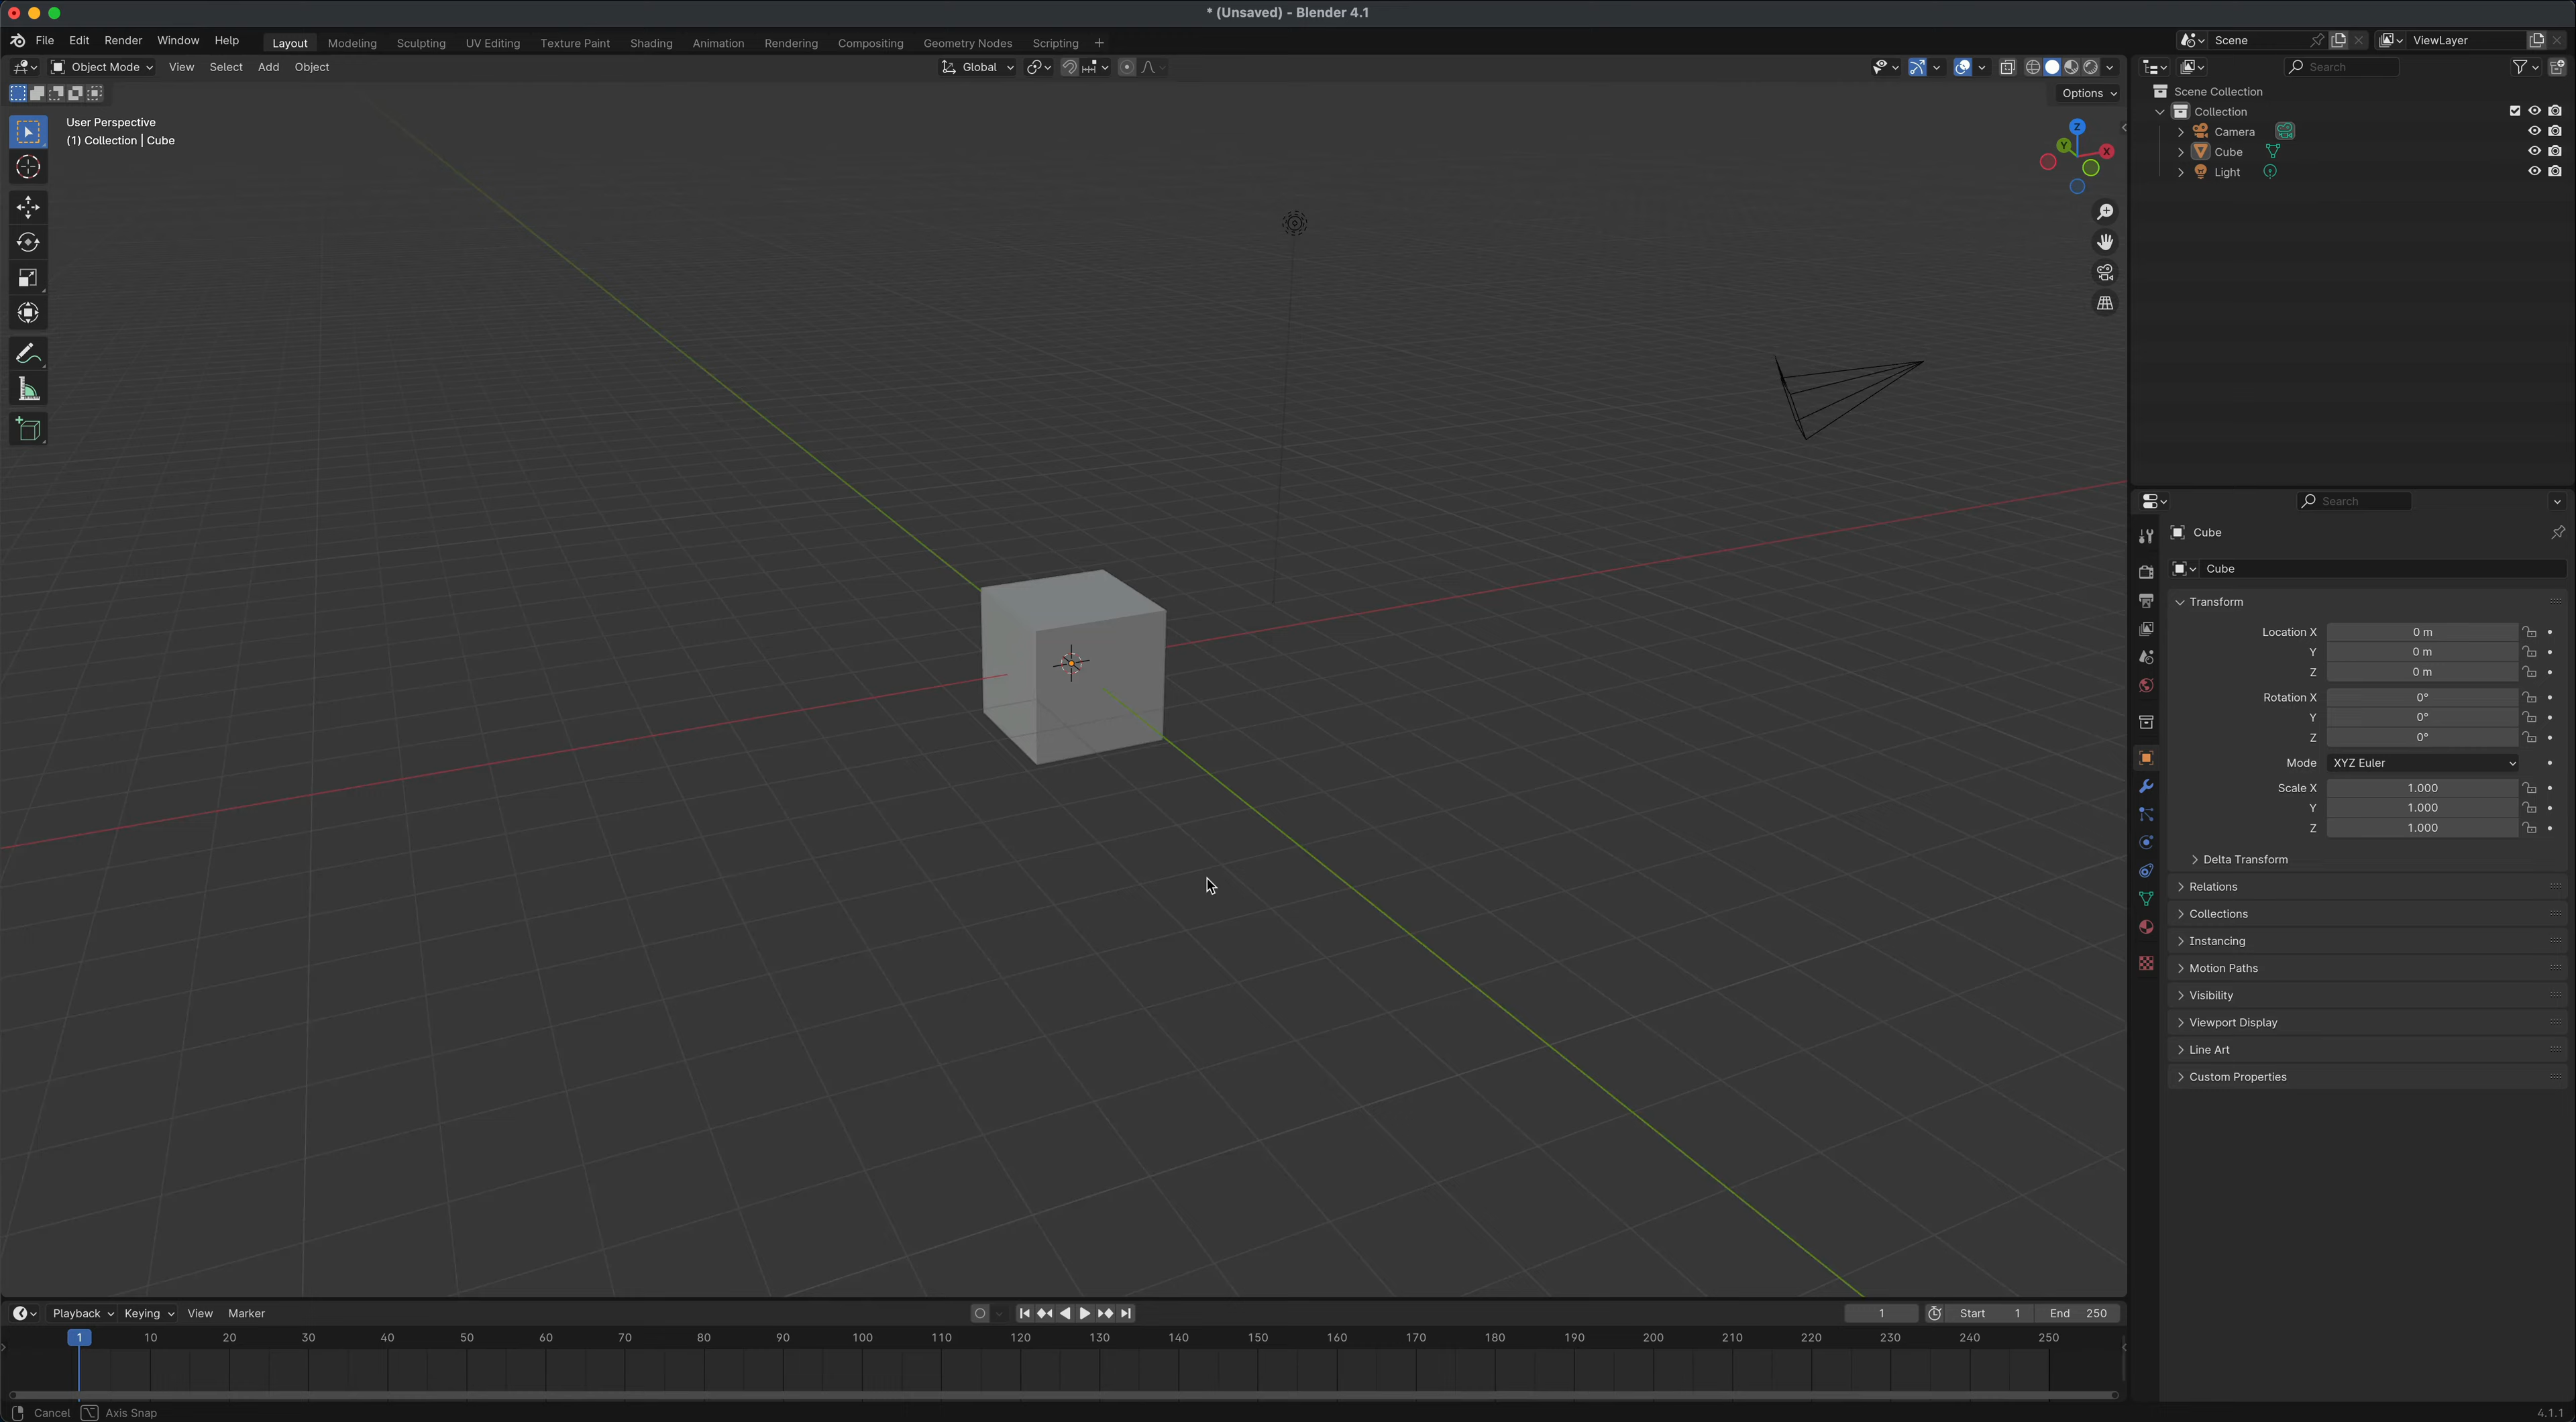 * (Unsaved) - Blender 4.1
File Edit Render Window Help Layout Modeling Sculpting UV Editing Texture Paint Shading Animation Rendering Compositing Geometry Nodes Scripting + Scene ViewLayer
Object Mode View Select Add Object Global Search
Options
User Perspective
(1) Collection | Cube
Z
Y
X
Scene Collection
Collection
Camera
Cube
Light
Search
Cube
Cube
Transform
Location X 0 m
Y 0 m
Z 0 m
Rotation X 0°
Y 0°
Z 0°
Mode XYZ Euler
Scale X 1.000
Y 1.000
Z 1.000
Delta Transform
Relations
Collections
Instancing
Motion Paths
Visibility
Viewport Display
Line Art
Custom Properties
Playback Keying View Marker 1 Start 1 End 250
1 10 20 30 40 50 60 70 80 90 100 110 120 130 140 150 160 170 180 190 200 210 220 230 240 250
Cancel Axis Snap 4.1.1